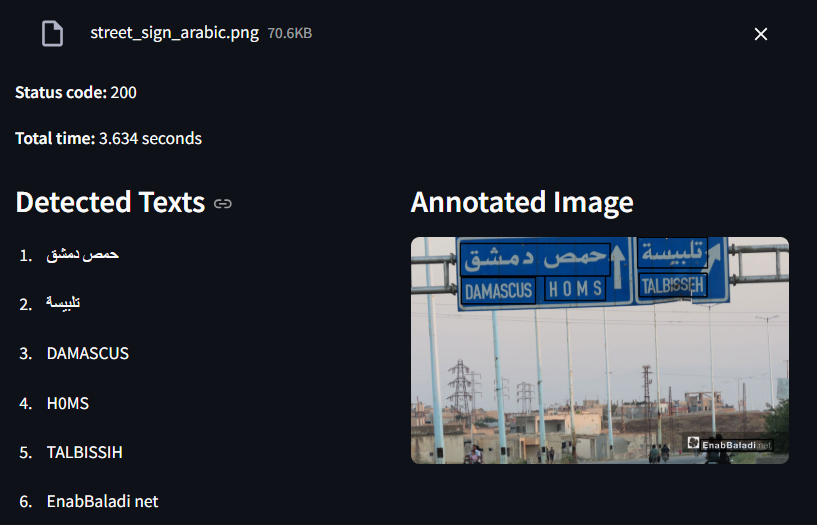 street_sign_arabic.png 70.6KB
Status code: 200
Total time: 3.634 seconds
Detected Texts
1. حمص دمشق
2. تلبيسة
3. DAMASCUS
4. H0MS
5. TALBISSIH
6. EnabBaladi net
Annotated Image
حمص دمشق
DAMASCUS HOMS
تلبيسة
TALBISSEH
EnabBaladi.net